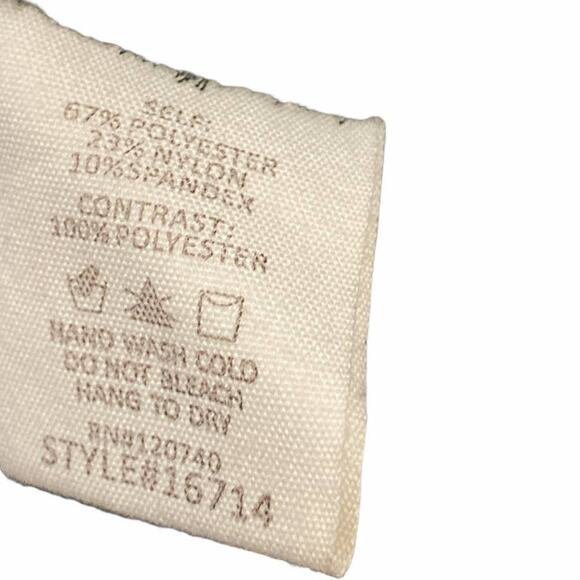 SELF:
67% POLYESTER
23% NYLON
10% SPANDEX
CONTRAST:
100% POLYESTER
HAND WASH COLD
DO NOT BLEACH
HANG TO DRY
RN#120740
STYLE#16714